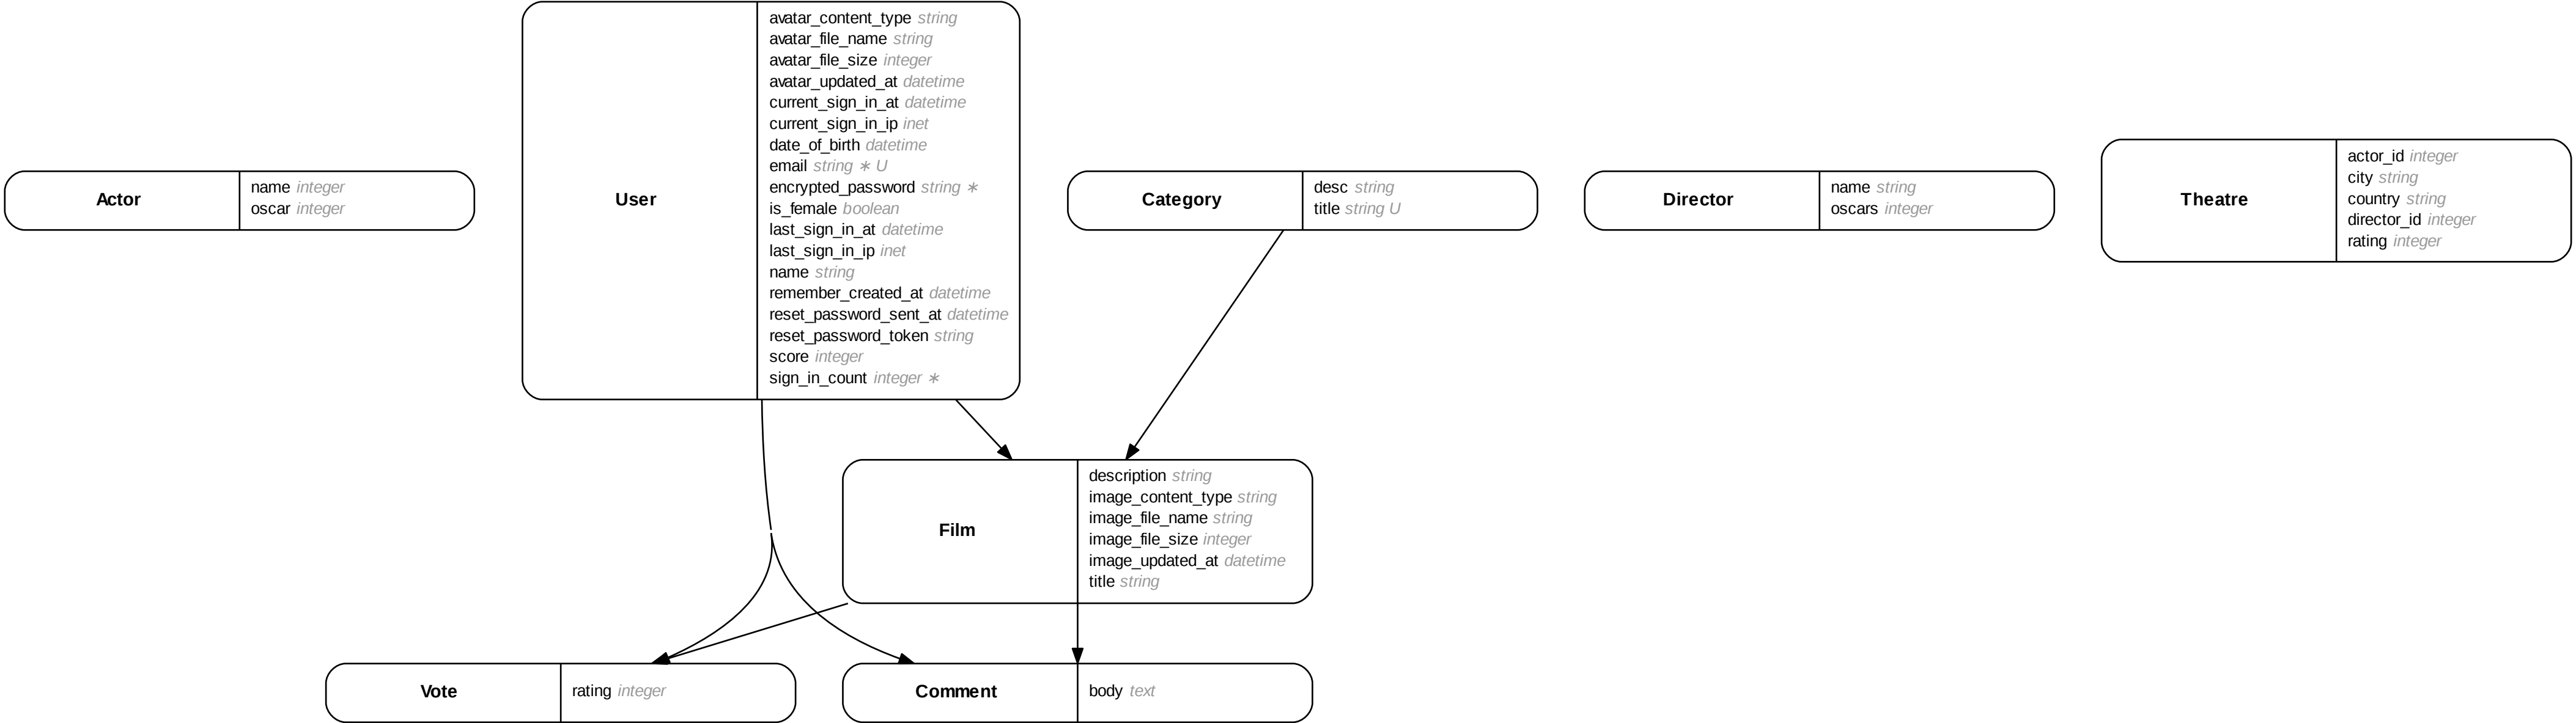 Actor
name integer
oscar integer
User
avatar_content_type string
avatar_file_name string
avatar_file_size integer
avatar_updated_at datetime
current_sign_in_at datetime
current_sign_in_ip inet
date_of_birth datetime
email string ∗ U
encrypted_password string ∗
is_female boolean
last_sign_in_at datetime
last_sign_in_ip inet
name string
remember_created_at datetime
reset_password_sent_at datetime
reset_password_token string
score integer
sign_in_count integer ∗
Category
desc string
title string U
Director
name string
oscars integer
Theatre
actor_id integer
city string
country string
director_id integer
rating integer
Film
description string
image_content_type string
image_file_name string
image_file_size integer
image_updated_at datetime
title string
Vote
rating integer
Comment
body text